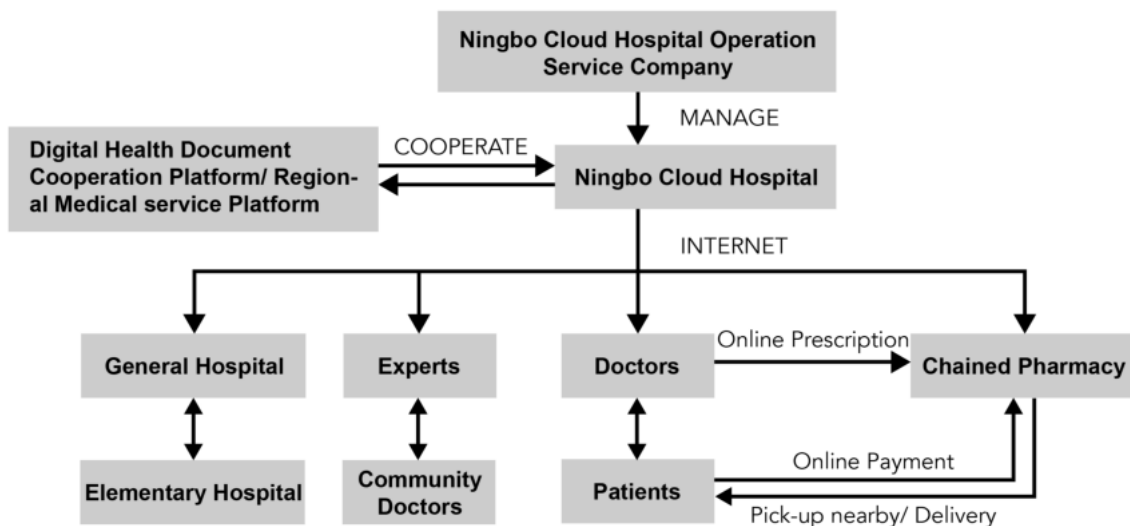 Ningbo Cloud Hospital Operation
Service Company
MANAGE
Digital Health Document
Cooperation Platform/ Region-
al Medical service Platform
COOPERATE
Ningbo Cloud Hospital
INTERNET
General Hospital
Experts
Doctors
Online Prescription
Chained Pharmacy
Elementary Hospital
Community
Doctors
Patients
Online Payment
Pick-up nearby/ Delivery